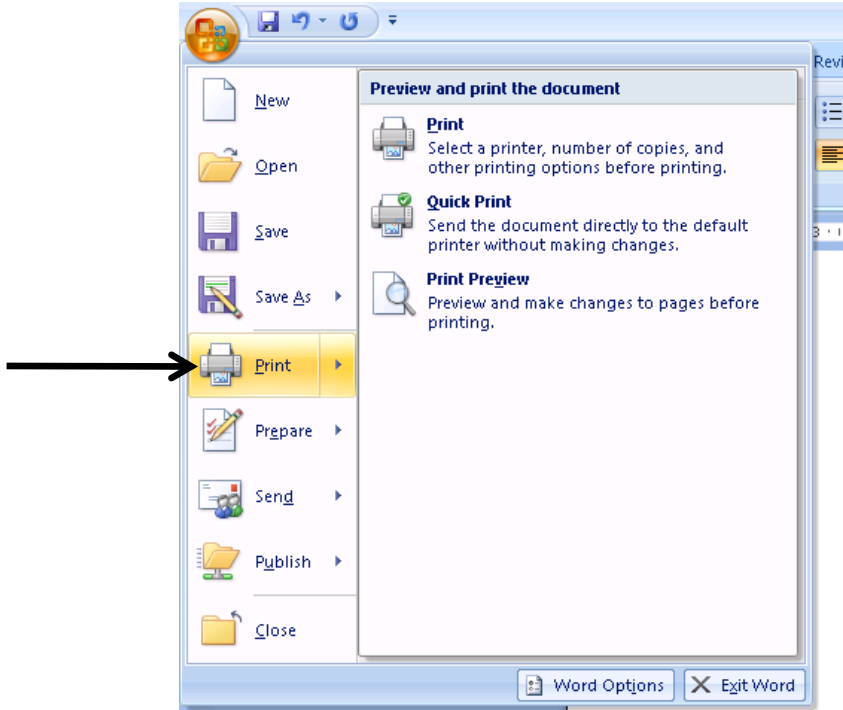 Revi
New
Open
Save
Save As
Print
Prepare
Send
Publish
Close
Preview and print the document
Print
Select a printer, number of copies, and
other printing options before printing.
Quick Print
Send the document directly to the default
printer without making changes.
Print Preview
Preview and make changes to pages before
printing.
3
Word Options
Exit Word